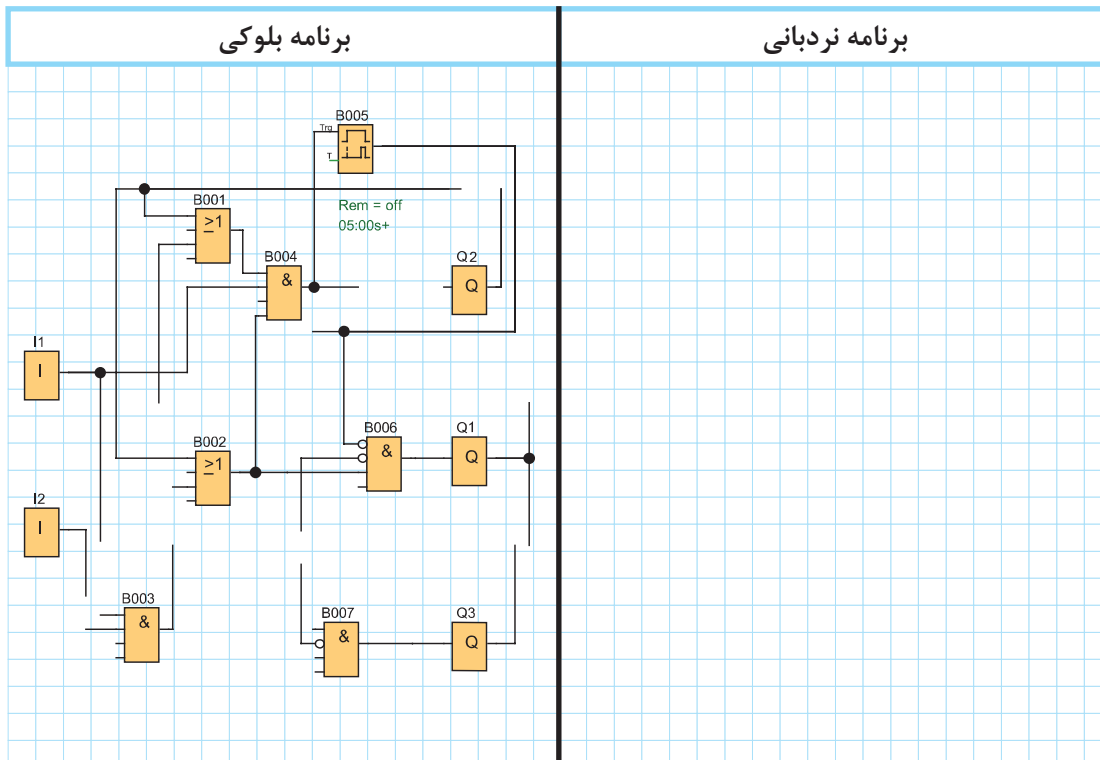 برنامه نردبانی
برنامه بلوکی
B005
Trg
T
B001
≥1
Rem = off
05:00s+
B004
&
Q2
Q
I1
I
B002
≥1
B006
&
Q1
Q
I2
I
B003
&
B007
&
Q3
Q